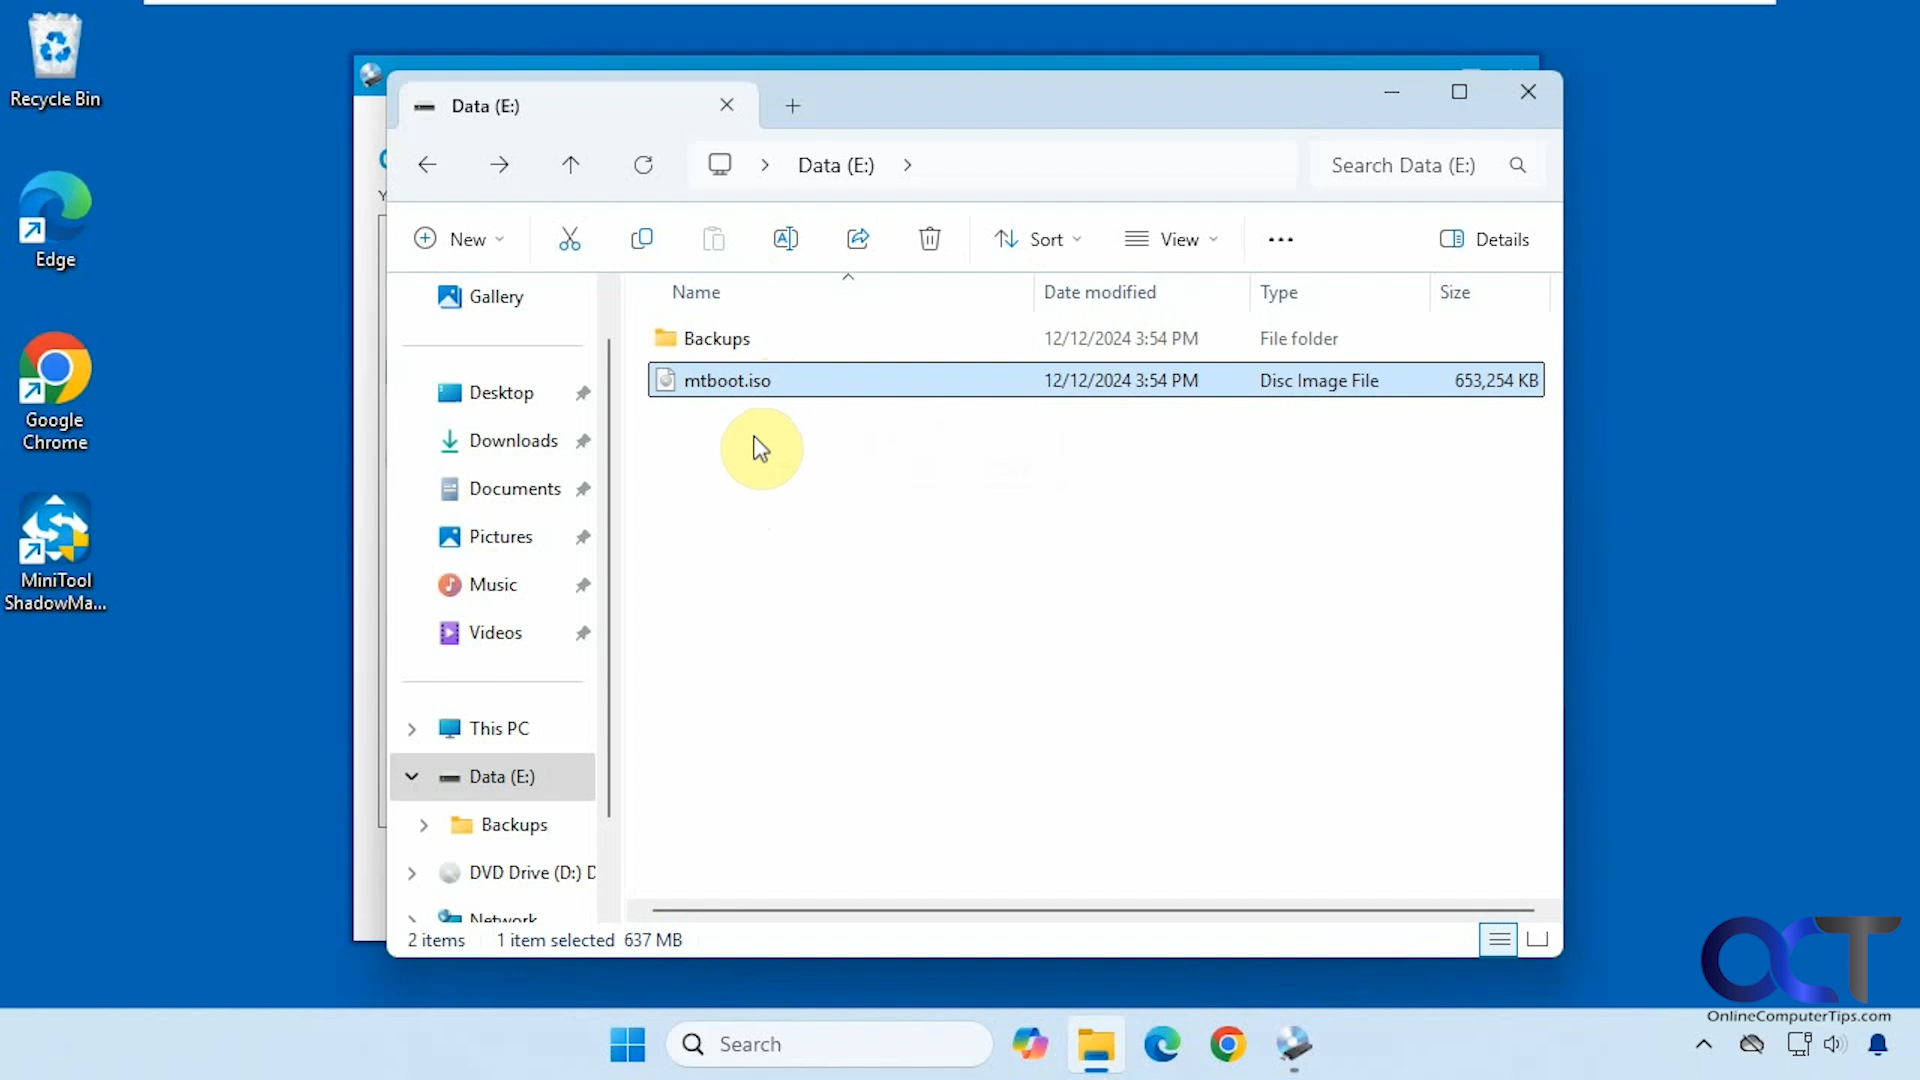 Recycle Bin
Edge
Google
Chrome
MiniTool
ShadowMa...
Data (E:)
Data (E:)
Search Data (E:)
New
Sort
View
Details
Gallery
Desktop
Downloads
Documents
Pictures
Music
Videos
This PC
Data (E:)
Backups
DVD Drive (D:) D
Network
Name
Date modified
Type
Size
Backups
12/12/2024 3:54 PM
File folder
mtboot.iso
12/12/2024 3:54 PM
Disc Image File
653,254 KB
2 items
1 item selected 637 MB
Search
OCT
OnlineComputerTips.com